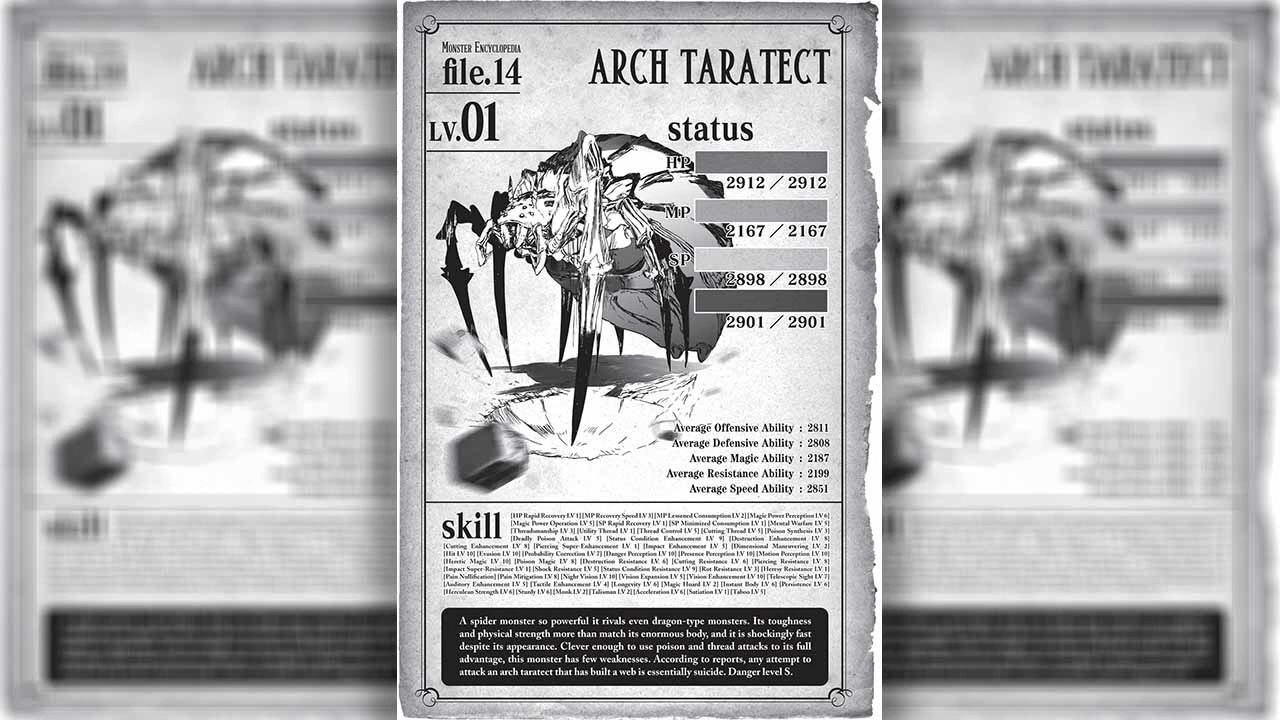 MONSTER ENCYCLOPEDIA
file.14
ARCH TARATECT
LV.01
status
HP
2912 / 2912
MP
2167 / 2167
SP
2898 / 2898
2901 / 2901
Average Offensive Ability : 2811
Average Defensive Ability : 2808
Average Magic Ability : 2187
Average Resistance Ability : 2199
Average Speed Ability : 2851
skill
[HP Rapid Recovery LV 1] [MP Recovery Speed LV 3] [MP Lessened Consumption LV 2] [Magic Power Perception LV 6]
[Magic Power Operation LV 5] [SP Rapid Recovery LV 1] [SP Minimized Consumption LV 1] [Mental Warfare LV 5]
[Threadsmanship LV 3] [Utility Thread LV 1] [Thread Control LV 5] [Cutting Thread LV 5] [Poison Synthesis LV 3]
[Deadly Poison Attack LV 5] [Status Condition Enhancement LV 9] [Destruction Enhancement LV 8]
[Cutting Enhancement LV 8] [Piercing Super-Enhancement LV 1] [Impact Enhancement LV 5] [Dimensional Maneuvering LV 2]
[Hit LV 10] [Evasion LV 10] [Probability Correction LV 7] [Danger Perception LV 10] [Presence Perception LV 10] [Motion Perception LV 10]
[Heretic Magic LV 10] [Poison Magic LV 8] [Destruction Resistance LV 6] [Cutting Resistance LV 6] [Piercing Resistance LV 8]
[Impact Super-Resistance LV 1] [Shock Resistance LV 5] [Status Condition Resistance LV 9] [Rot Resistance LV 3] [Heresy Resistance LV 1]
[Pain Nullification] [Pain Mitigation LV 8] [Night Vision LV 10] [Vision Expansion LV 5] [Vision Enhancement LV 10] [Telescopic Sight LV 7]
[Auditory Enhancement LV 5] [Tactile Enhancement LV 4] [Longevity LV 6] [Magic Hoard LV 2] [Instant Body LV 6] [Persistence LV 6]
[Herculean Strength LV 6] [Sturdy LV 6] [Monk LV 2] [Talisman LV 2] [Acceleration LV 6] [Satiation LV 1] [Taboo LV 5]
A spider monster so powerful it rivals even dragon-type monsters. Its toughness
and physical strength more than match its enormous body, and it is shockingly fast
despite its appearance. Clever enough to use poison and thread attacks to its full
advantage, this monster has few weaknesses. According to reports, any attempt to
attack an arch taratect that has built a web is essentially suicide. Danger level S.